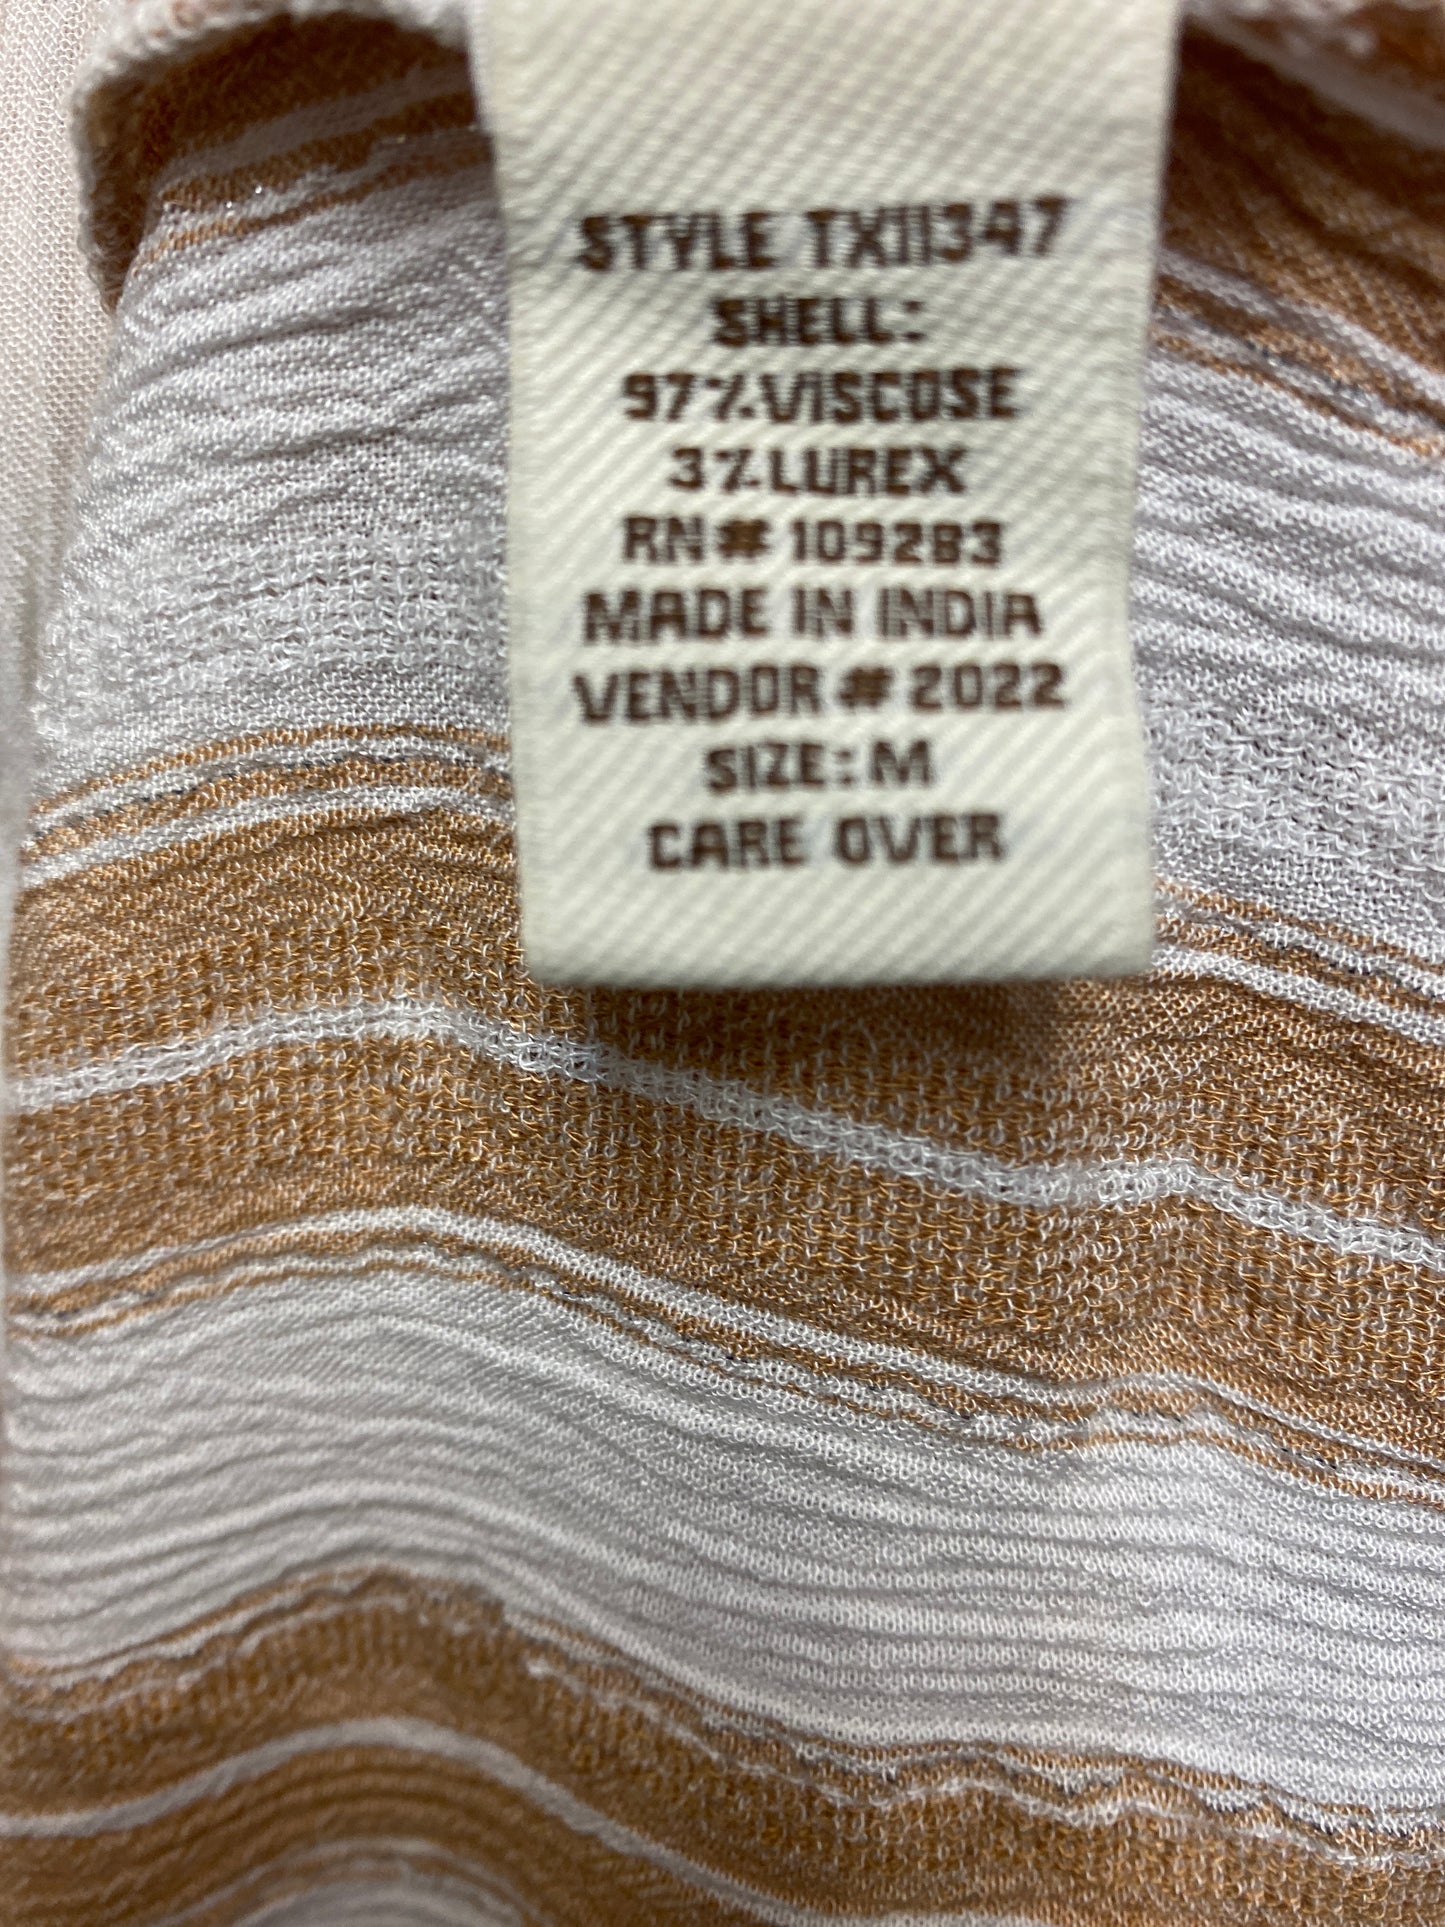 STYLE TX11347
SHELL:
97% VISCOSE
3% LUREX
RN# 109283
MADE IN INDIA
VENDOR # 2022
SIZE: M
CARE OVER